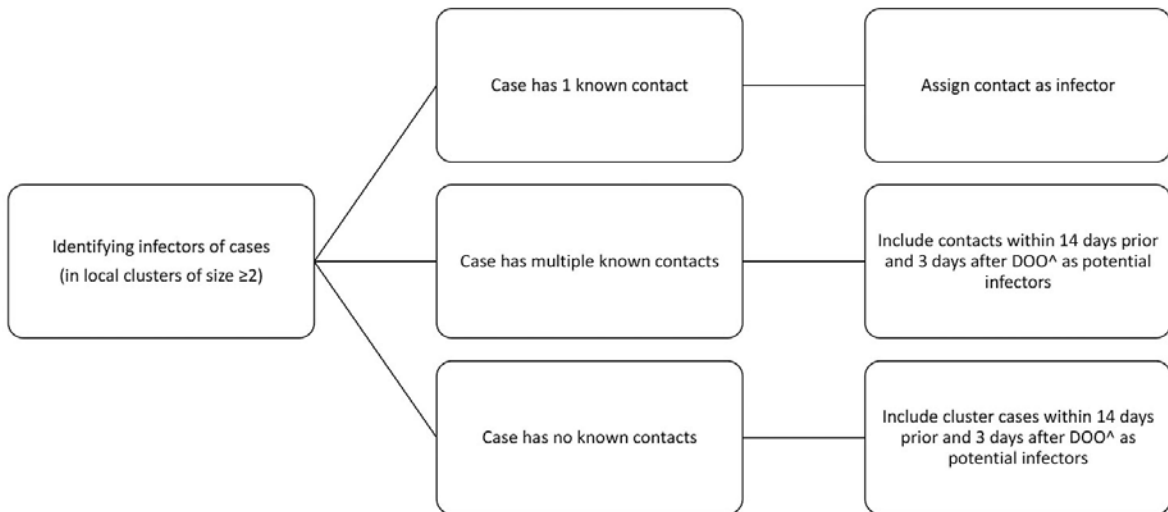 Case has 1 known contact
Assign contact as infector
Identifying infectors of cases
(in local clusters of size ≥2)
Case has multiple known contacts
Include contacts within 14 days prior
and 3 days after DOO^ as potential
infectors
Case has no known contacts
Include cluster cases within 14 days
prior and 3 days after DOO^ as
potential infectors